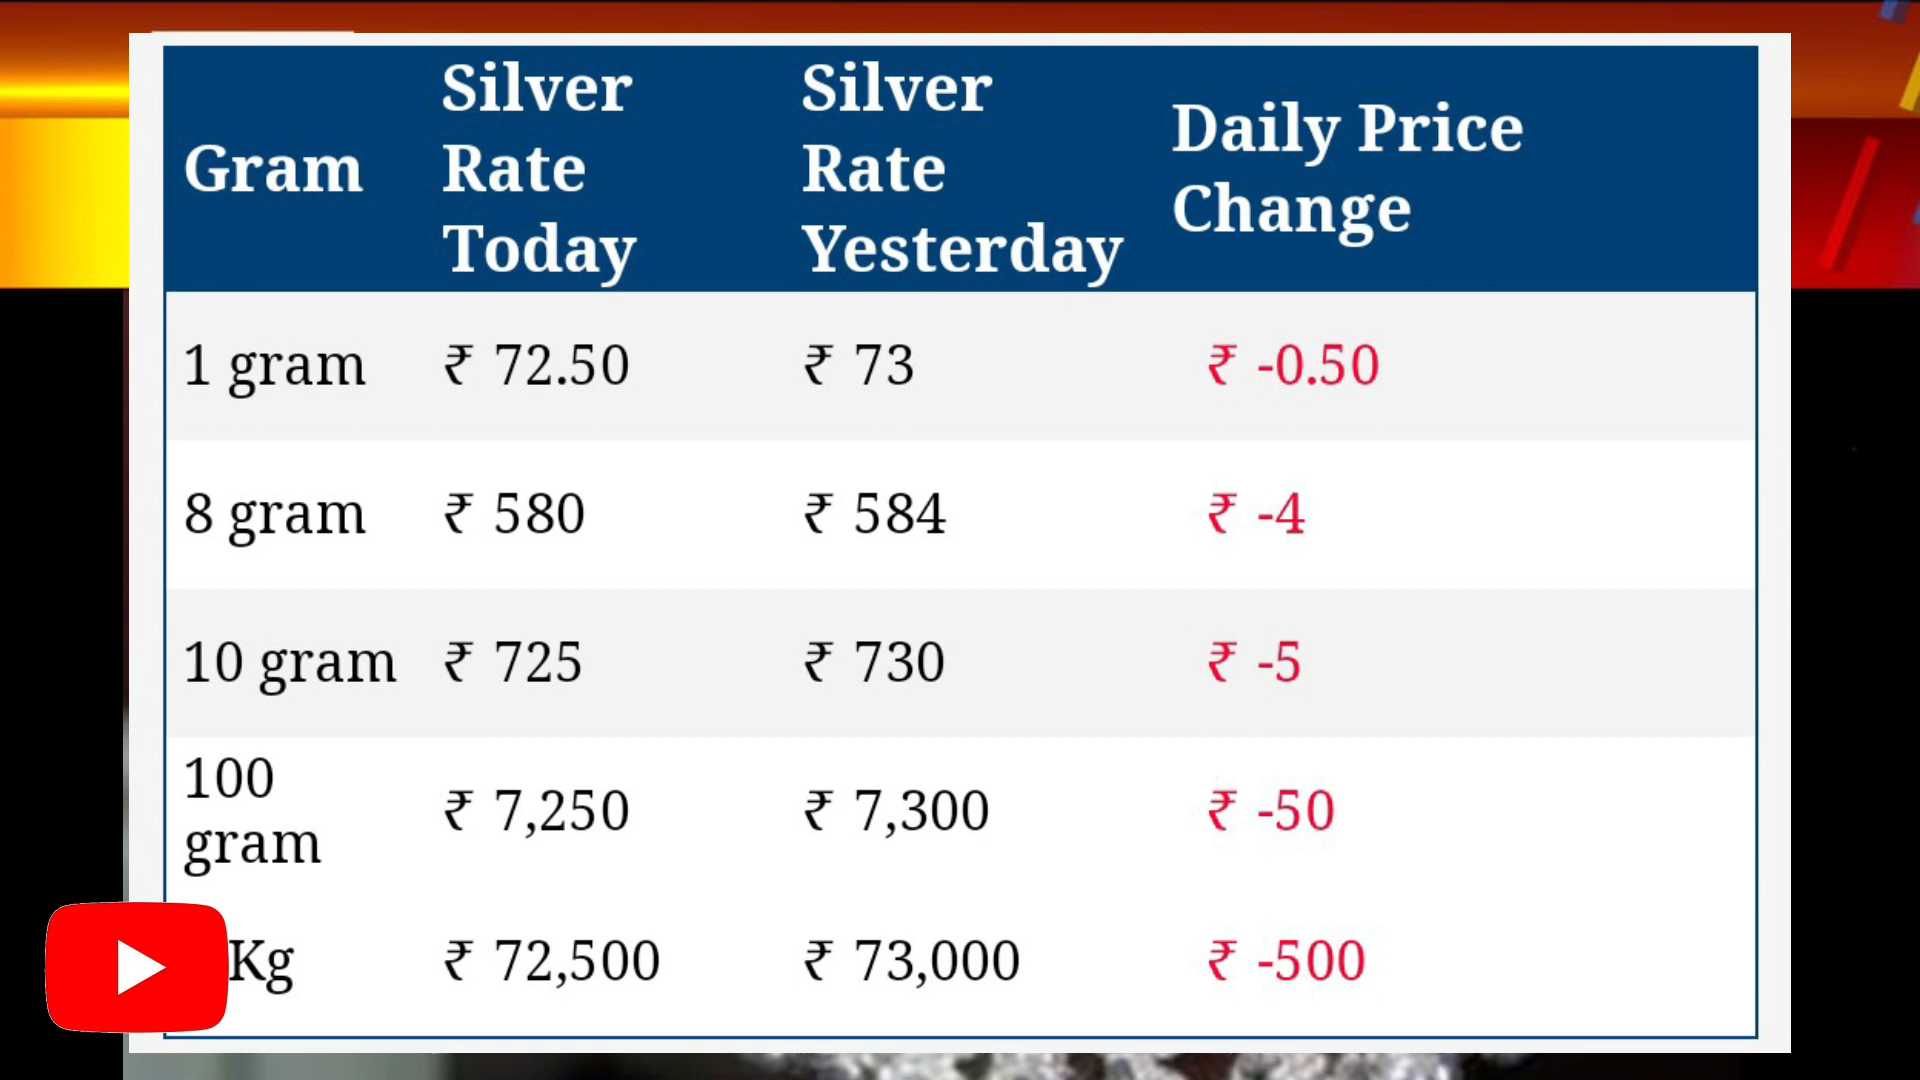 Gram
Silver
Rate
Today
Silver
Rate
Yesterday
Daily Price
Change
1 gram ₹ 72.50 ₹ 73 ₹ -0.50
8 gram ₹ 580 ₹ 584 ₹ -4
10 gram ₹ 725 ₹ 730 ₹ -5
100
gram
₹ 7,250 ₹ 7,300 ₹ -50
Kg ₹ 72,500 ₹ 73,000 ₹ -500